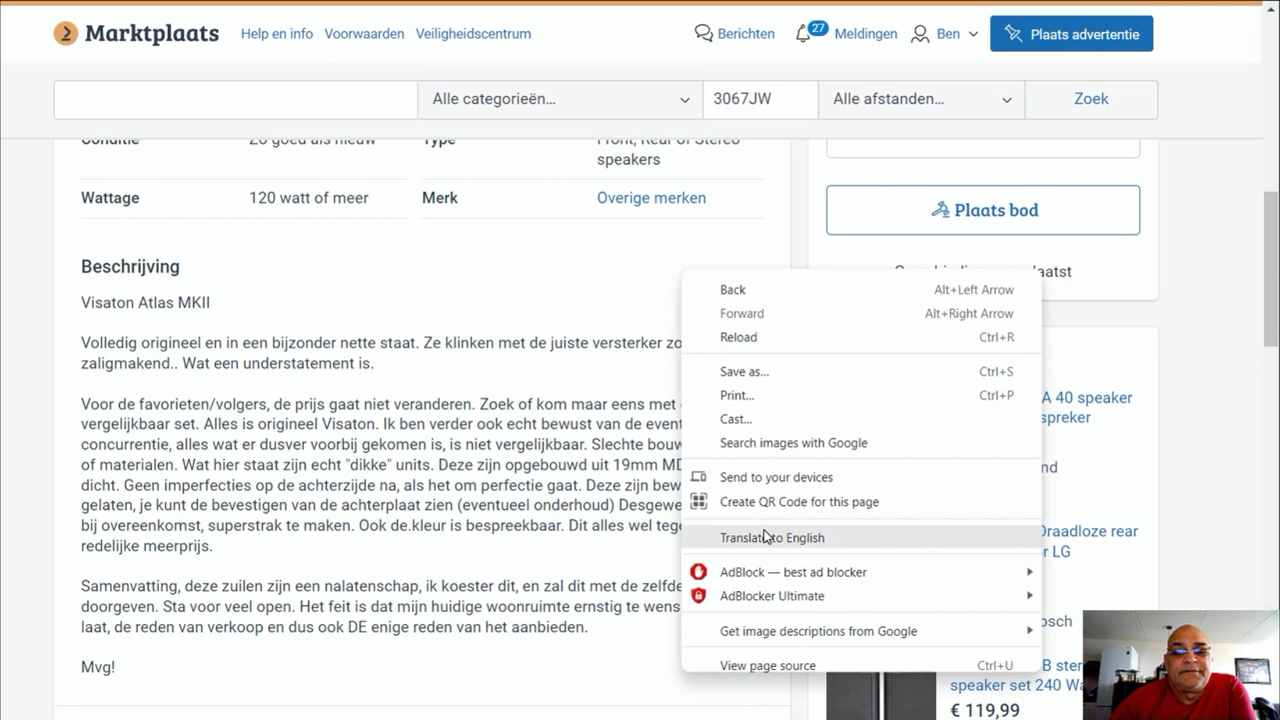 Marktplaats
Help en info
Voorwaarden
Veiligheidscentrum
Berichten
27
Meldingen
Ben
Plaats advertentie
Alle categorieën...
3067JW
Alle afstanden...
Zoek
Conditie
Zo goed als nieuw
Type
Front, Rear of Stereo
speakers
Wattage
120 watt of meer
Merk
Overige merken
Plaats bod
Beschrijving
Visaton Atlas MKII
Volledig origineel en in een bijzonder nette staat. Ze klinken met de juiste versterker zo
zaligmakend.. Wat een understatement is.
Voor de favorieten/volgers, de prijs gaat niet veranderen. Zoek of kom maar eens met
vergelijkbaar set. Alles is origineel Visaton. Ik ben verder ook echt bewust van de
concurrentie, alles wat er dusver voorbij gekomen is, is niet vergelijkbaar. Slechte
of materialen. Wat hier staat zijn echt "dikke" units. Deze zijn opgebouwd uit 19mm
dicht. Geen imperfecties op de achterzijde na, als het om perfectie gaat. Deze zijn
gelaten, je kunt de bevestigen van de achterplaat zien (eventueel onderhoud)
bij overeenkomst, superstrak te maken. Ook de.kleur is bespreekbaar. Dit alles wel
redelijke meerprijs.
Samenvatting, deze zuilen zijn een nalatenschap, ik koester dit, en zal dit met de zelfde
doorgeven. Sta voor veel open. Het feit is dat mijn huidige woonruimte ernstig te
laat, de reden van verkoop en dus ook DE enige reden van het aanbieden.
Mvg!
Back
Alt+Left Arrow
Forward
Alt+Right Arrow
Reload
Ctrl+R
Save as...
Ctrl+S
Print...
Ctrl+P
Cast...
Search images with Google
Send to your devices
Create QR Code for this page
Translate to English
AdBlock — best ad blocker
AdBlocker Ultimate
Get image descriptions from Google
View page source
Ctrl+U
A 40 speaker
Draadloze rear
LG
speaker set 240
€ 119,99